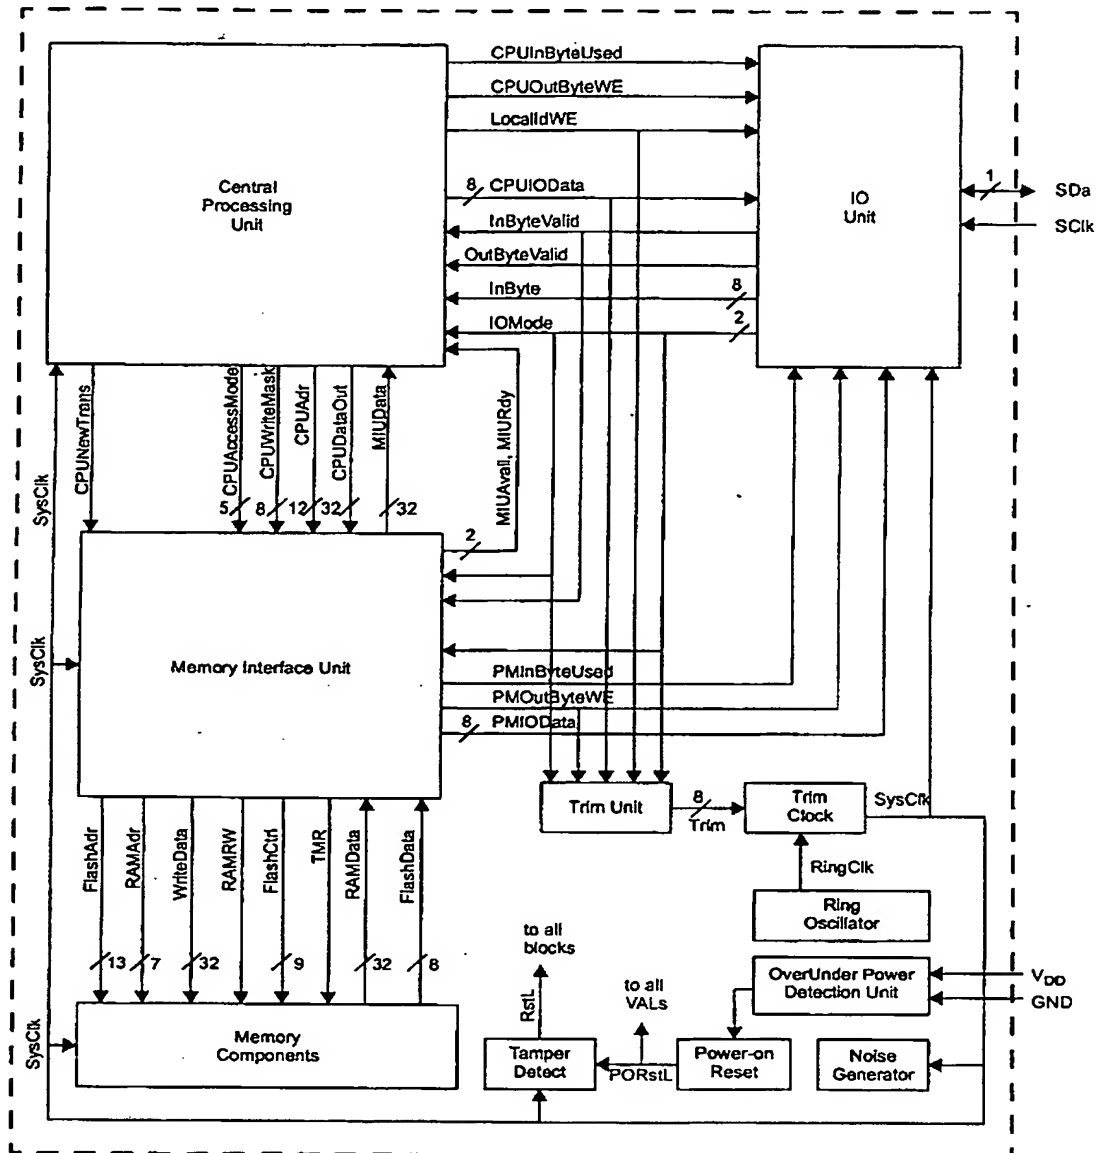 CPUInByteUsed
CPUOutByteWE
LocalIdWE
8
CPUIOData
Central
Processing
Unit
InByteValid
OutByteValid
InByte
8
IOMode
2
IO
Unit
1
SDa
SClk
SysClk
CPUNewTrans
CPUAccessMode
5
CPUWriteMask
8
CPUAdr
12
CPUDataOut
32
MIUData
32
MIUAvail, MIURdy
2
SysClk
Memory Interface Unit
PMInByteUsed
PMOutByteWE
8
PMIOData
Trim Unit
8
Trim
Trim
Clock
SysClk
RingClk
Ring
Oscillator
FlashAdr
13
RAMAdr
7
WriteData
32
RAMRW
FlashCtrl
9
TMR
RAMData
32
FlashData
8
to all
blocks
RstL
to all
VALs
OverUnder Power
Detection Unit
VDD
GND
SysClk
Memory
Components
Tamper
Detect
PORstL
Power-on
Reset
Noise
Generator